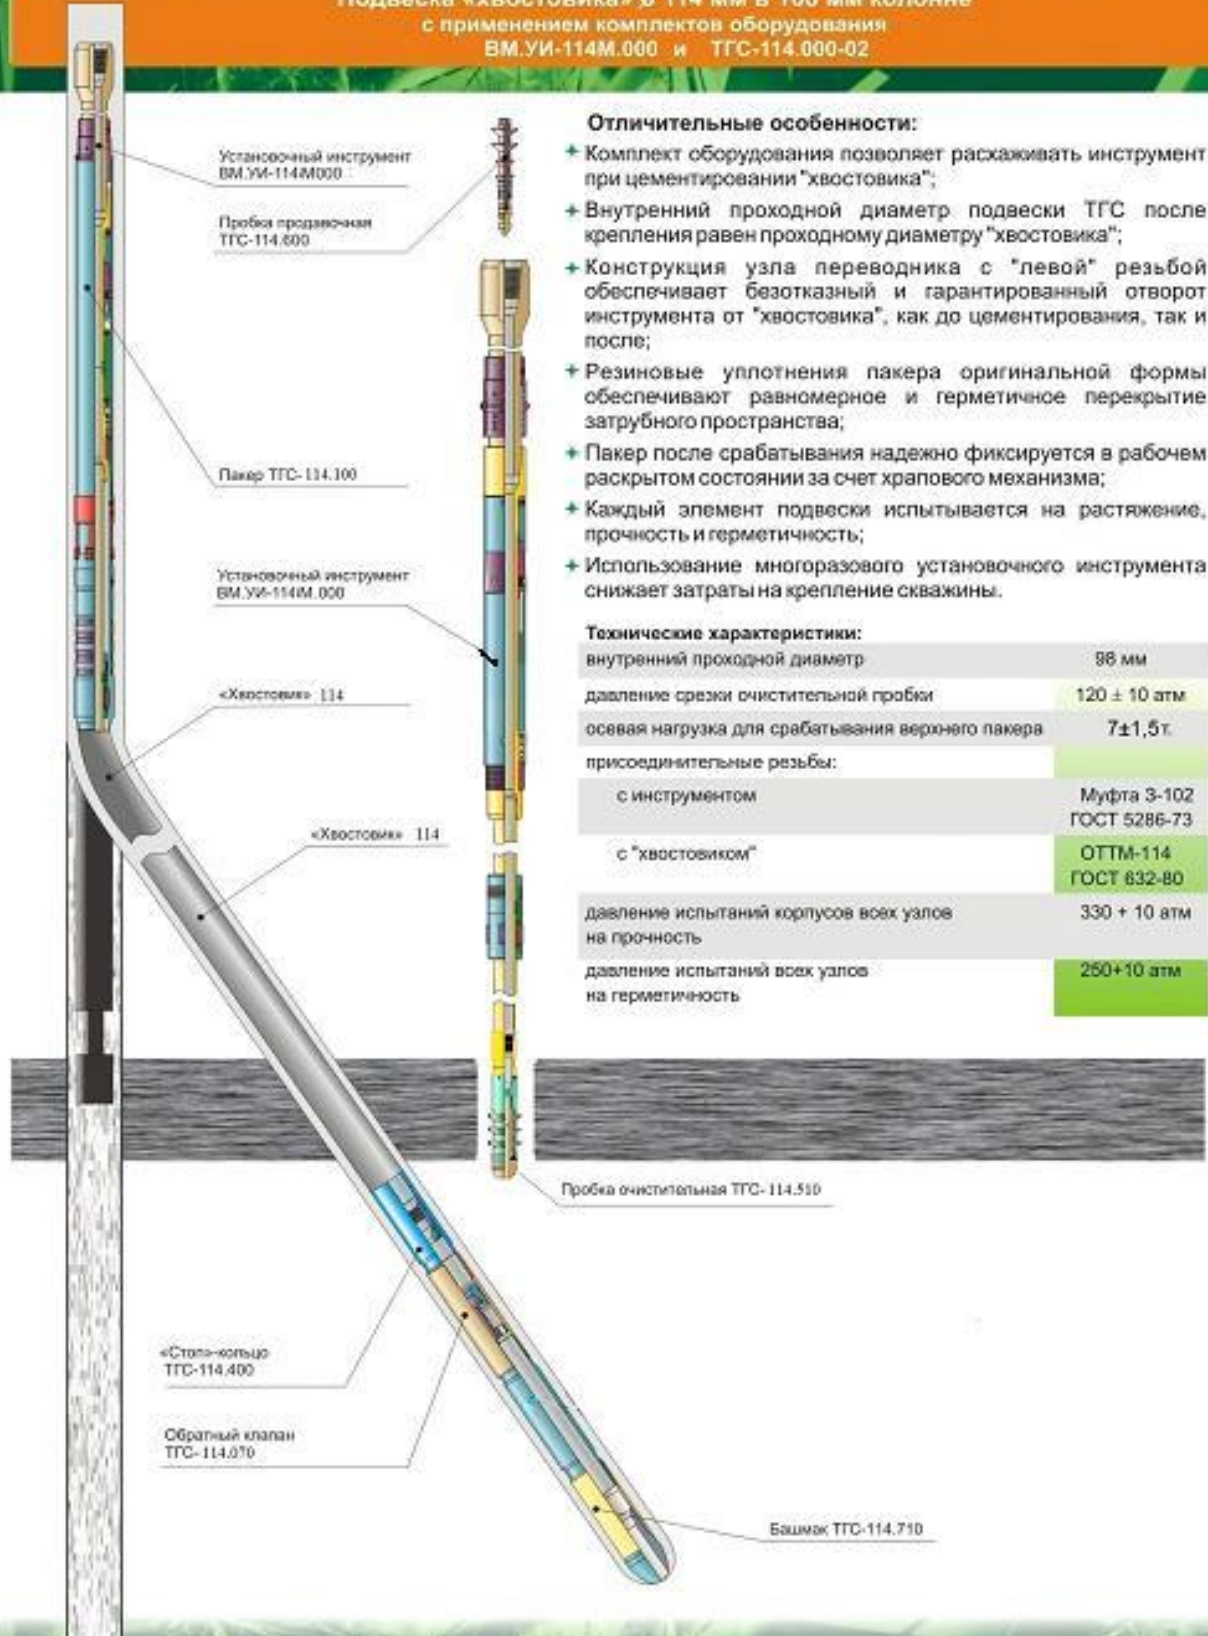 Подвеска «хвостовика» 114 мм в 168 мм колонне
с применением комплектов оборудования
ВМ.УИ-114М.000 и ТГС-114.000-02
Установочный инструмент
ВМ.УИ-114М000
Пробка продавочная
ТГС-114.600
Пакер ТГС-114.100
Установочный инструмент
ВМ.УИ-114М.000
«Хвостовик» 114
«Хвостовик» 114
Отличительные особенности:
Комплект оборудования позволяет расхаживать инструмент
при цементировании "хвостовика";
Внутренний проходной диаметр подвески ТГС после
крепления равен проходному диаметру "хвостовика";
Конструкция узла переводника с "левой" резьбой
обеспечивает безотказный и гарантированный отворот
инструмента от "хвостовика", как до цементирования, так и
после;
Резиновые уплотнения пакера оригинальной формы
обеспечивают равномерное и герметичное перекрытие
затрубного пространства;
Пакер после срабатывания надежно фиксируется в рабочем
раскрытом состоянии за счет храпового механизма;
Каждый элемент подвески испытывается на растяжение,
прочность и герметичность;
Использование многоразового установочного инструмента
снижает затраты на крепление скважины.
Технические характеристики:
внутренний проходной диаметр 98 мм
давление срезки очистительной пробки 120 ± 10 атм
осевая нагрузка для срабатывания верхнего пакера 7±1,5т.
присоединительные резьбы:
с инструментом Муфта З-102
ГОСТ 5286-73
с "хвостовиком" ОТТМ-114
ГОСТ 632-80
давление испытаний корпусов всех узлов 330 + 10 атм
на прочность
давление испытаний всех узлов 250+10 атм
на герметичность
Пробка очистительная ТГС-114.510
«Стоп»-кольцо
ТГС-114.400
Обратный клапан
ТГС-114.070
Башмак ТГС-114.710